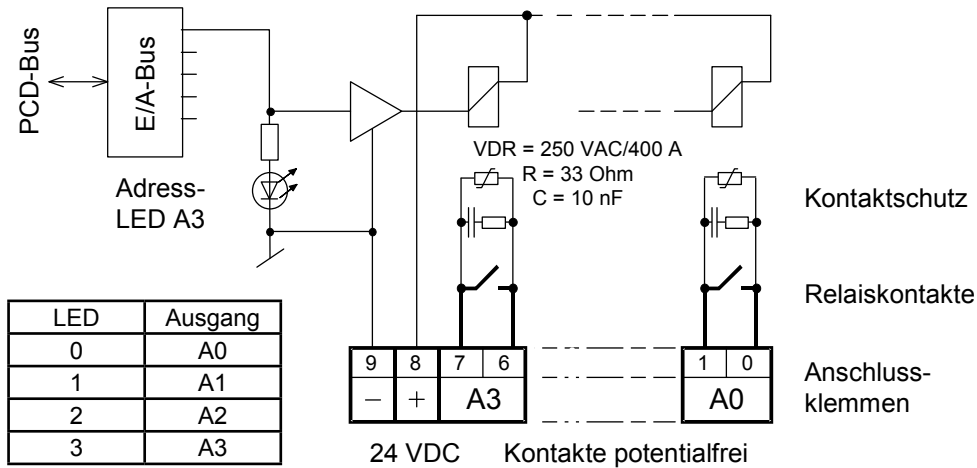 PCD-Bus
E/A-Bus
Adress-
LED A3
VDR = 250 VAC/400 A
R = 33 Ohm
C = 10 nF
Kontaktschutz
Relaiskontakte
LED Ausgang
0 A0
1 A1
2 A2
3 A3
9 8 7 6 1 0
– + A3 A0
Anschluss-
klemmen
24 VDC Kontakte potentialfrei